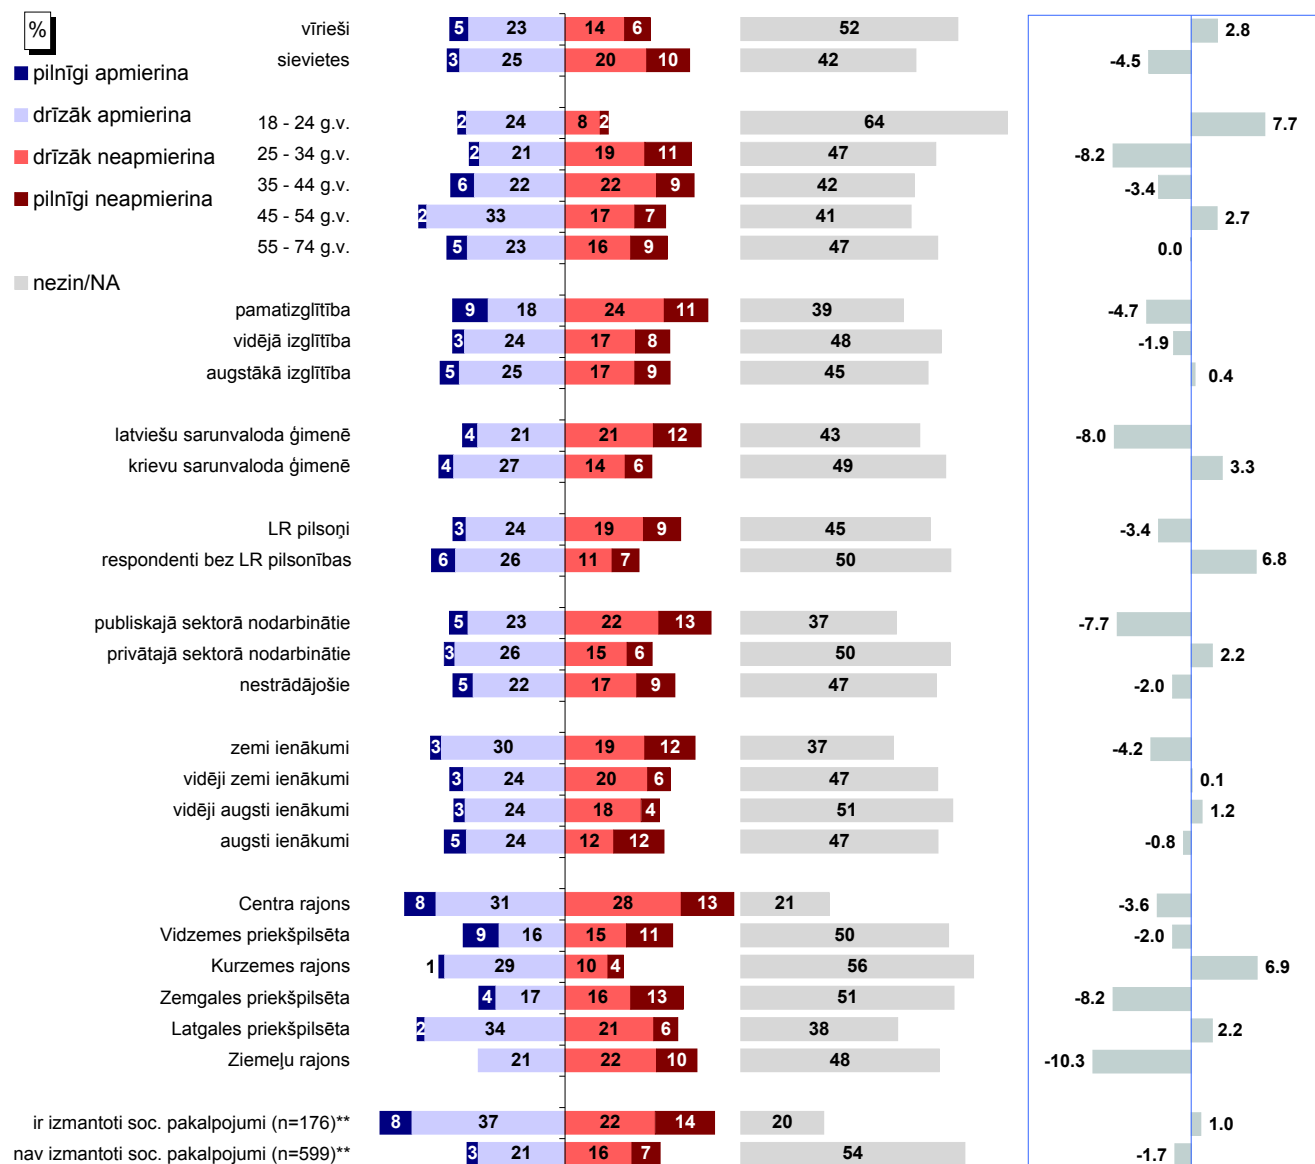 %
pilnīgi apmierina
drīzāk apmierina
drīzāk neapmierina
pilnīgi neapmierina
nezin/NA
vīrieši 5 23 14 6 52 2.8
sievietes 3 25 20 10 42 -4.5
18 - 24 g.v. 2 24 8 2 64 7.7
25 - 34 g.v. 2 21 19 11 47 -8.2
35 - 44 g.v. 6 22 22 9 42 -3.4
45 - 54 g.v. 2 33 17 7 41 2.7
55 - 74 g.v. 5 23 16 9 47 0.0
pamatizglītība 9 18 24 11 39 -4.7
vidējā izglītība 3 24 17 8 48 -1.9
augstākā izglītība 5 25 17 9 45 0.4
latviešu sarunvaloda ģimenē 4 21 21 12 43 -8.0
krievu sarunvaloda ģimenē 4 27 14 6 49 3.3
LR pilsoņi 3 24 19 9 45 -3.4
respondenti bez LR pilsonības 6 26 11 7 50 6.8
publiskajā sektorā nodarbinātie 5 23 22 13 37 -7.7
privātajā sektorā nodarbinātie 3 26 15 6 50 2.2
nestrādājošie 5 22 17 9 47 -2.0
zemi ienākumi 3 30 19 12 37 -4.2
vidēji zemi ienākumi 3 24 20 6 47 0.1
vidēji augsti ienākumi 3 24 18 4 51 1.2
augsti ienākumi 5 24 12 12 47 -0.8
Centra rajons 8 31 28 13 21 -3.6
Vidzemes priekšpilsēta 9 16 15 11 50 -2.0
Kurzemes rajons 1 29 10 4 56 6.9
Zemgales priekšpilsēta 4 17 16 13 51 -8.2
Latgales priekšpilsēta 2 34 21 6 38 2.2
Ziemeļu rajons 21 22 10 48 -10.3
ir izmantoti soc. pakalpojumi (n=176)** 8 37 22 14 20 1.0
nav izmantoti soc. pakalpojumi (n=599)** 3 21 16 7 54 -1.7